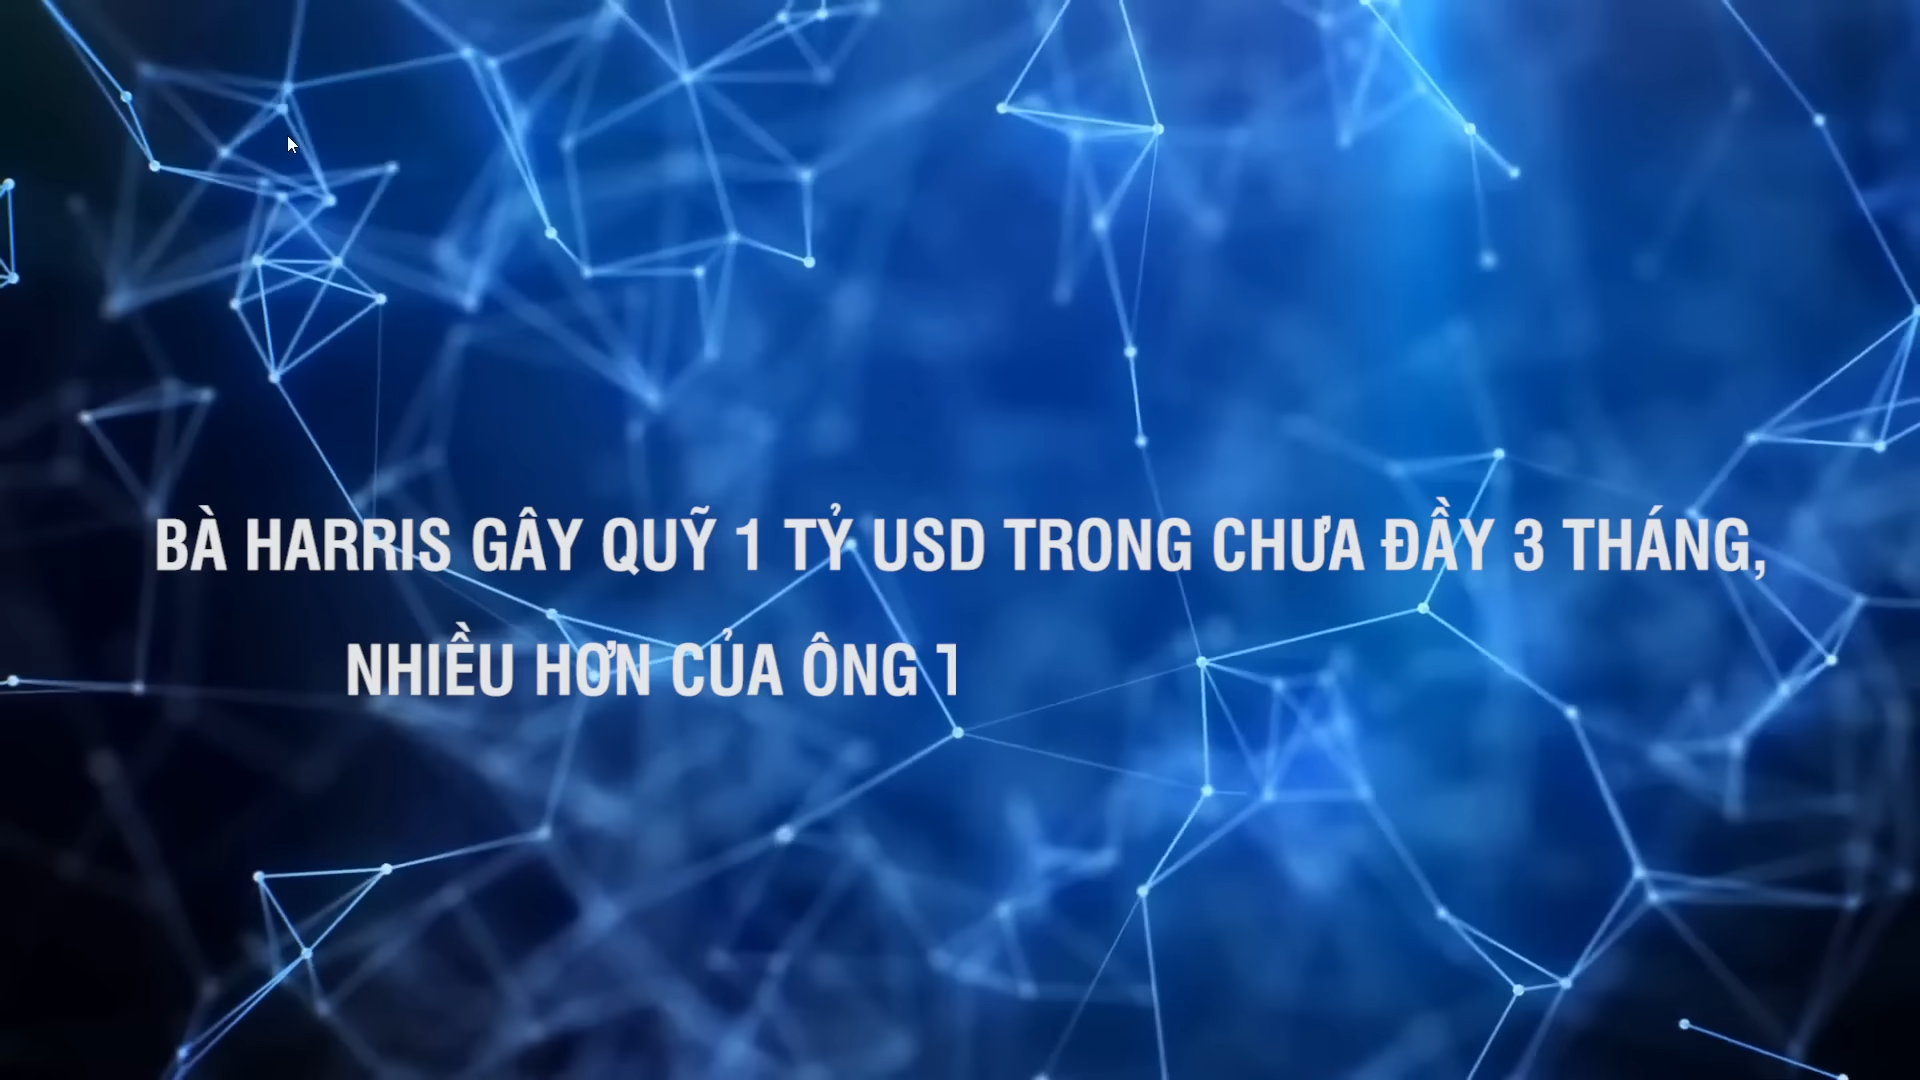 BÀ HARRIS GÂY QUỸ 1 TỶ USD TRONG CHƯA ĐẦY 3 THÁNG,
NHIỀU HƠN CỦA ÔNG T